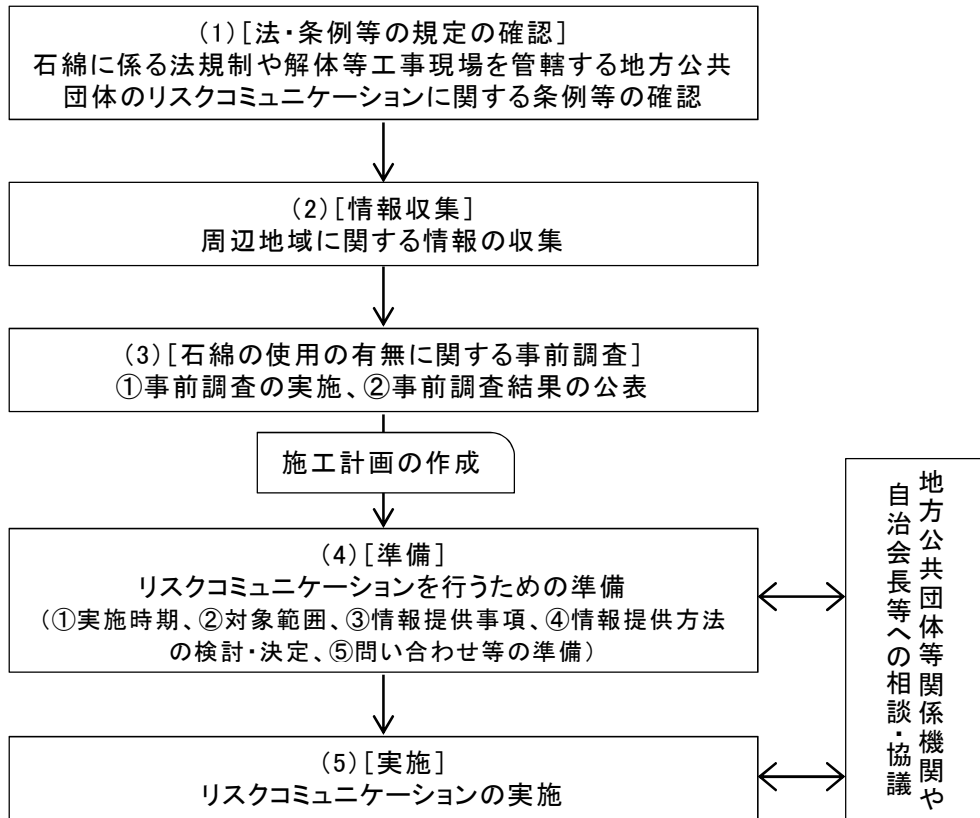 (1)[法・条例等の規定の確認]
石綿に係る法規制や解体等工事現場を管轄する地方公共
団体のリスクコミュニケーションに関する条例等の確認
(2)[情報収集]
周辺地域に関する情報の収集
(3)[石綿の使用の有無に関する事前調査]
①事前調査の実施、②事前調査結果の公表
施工計画の作成
(4)[準備]
リスクコミュニケーションを行うための準備
(①実施時期、②対象範囲、③情報提供事項、④情報提供方法
の検討・決定、⑤問い合わせ等の準備)
(5)[実施]
リスクコミュニケーションの実施
地方公共団体等関係機関や
自治会長等への相談・協議